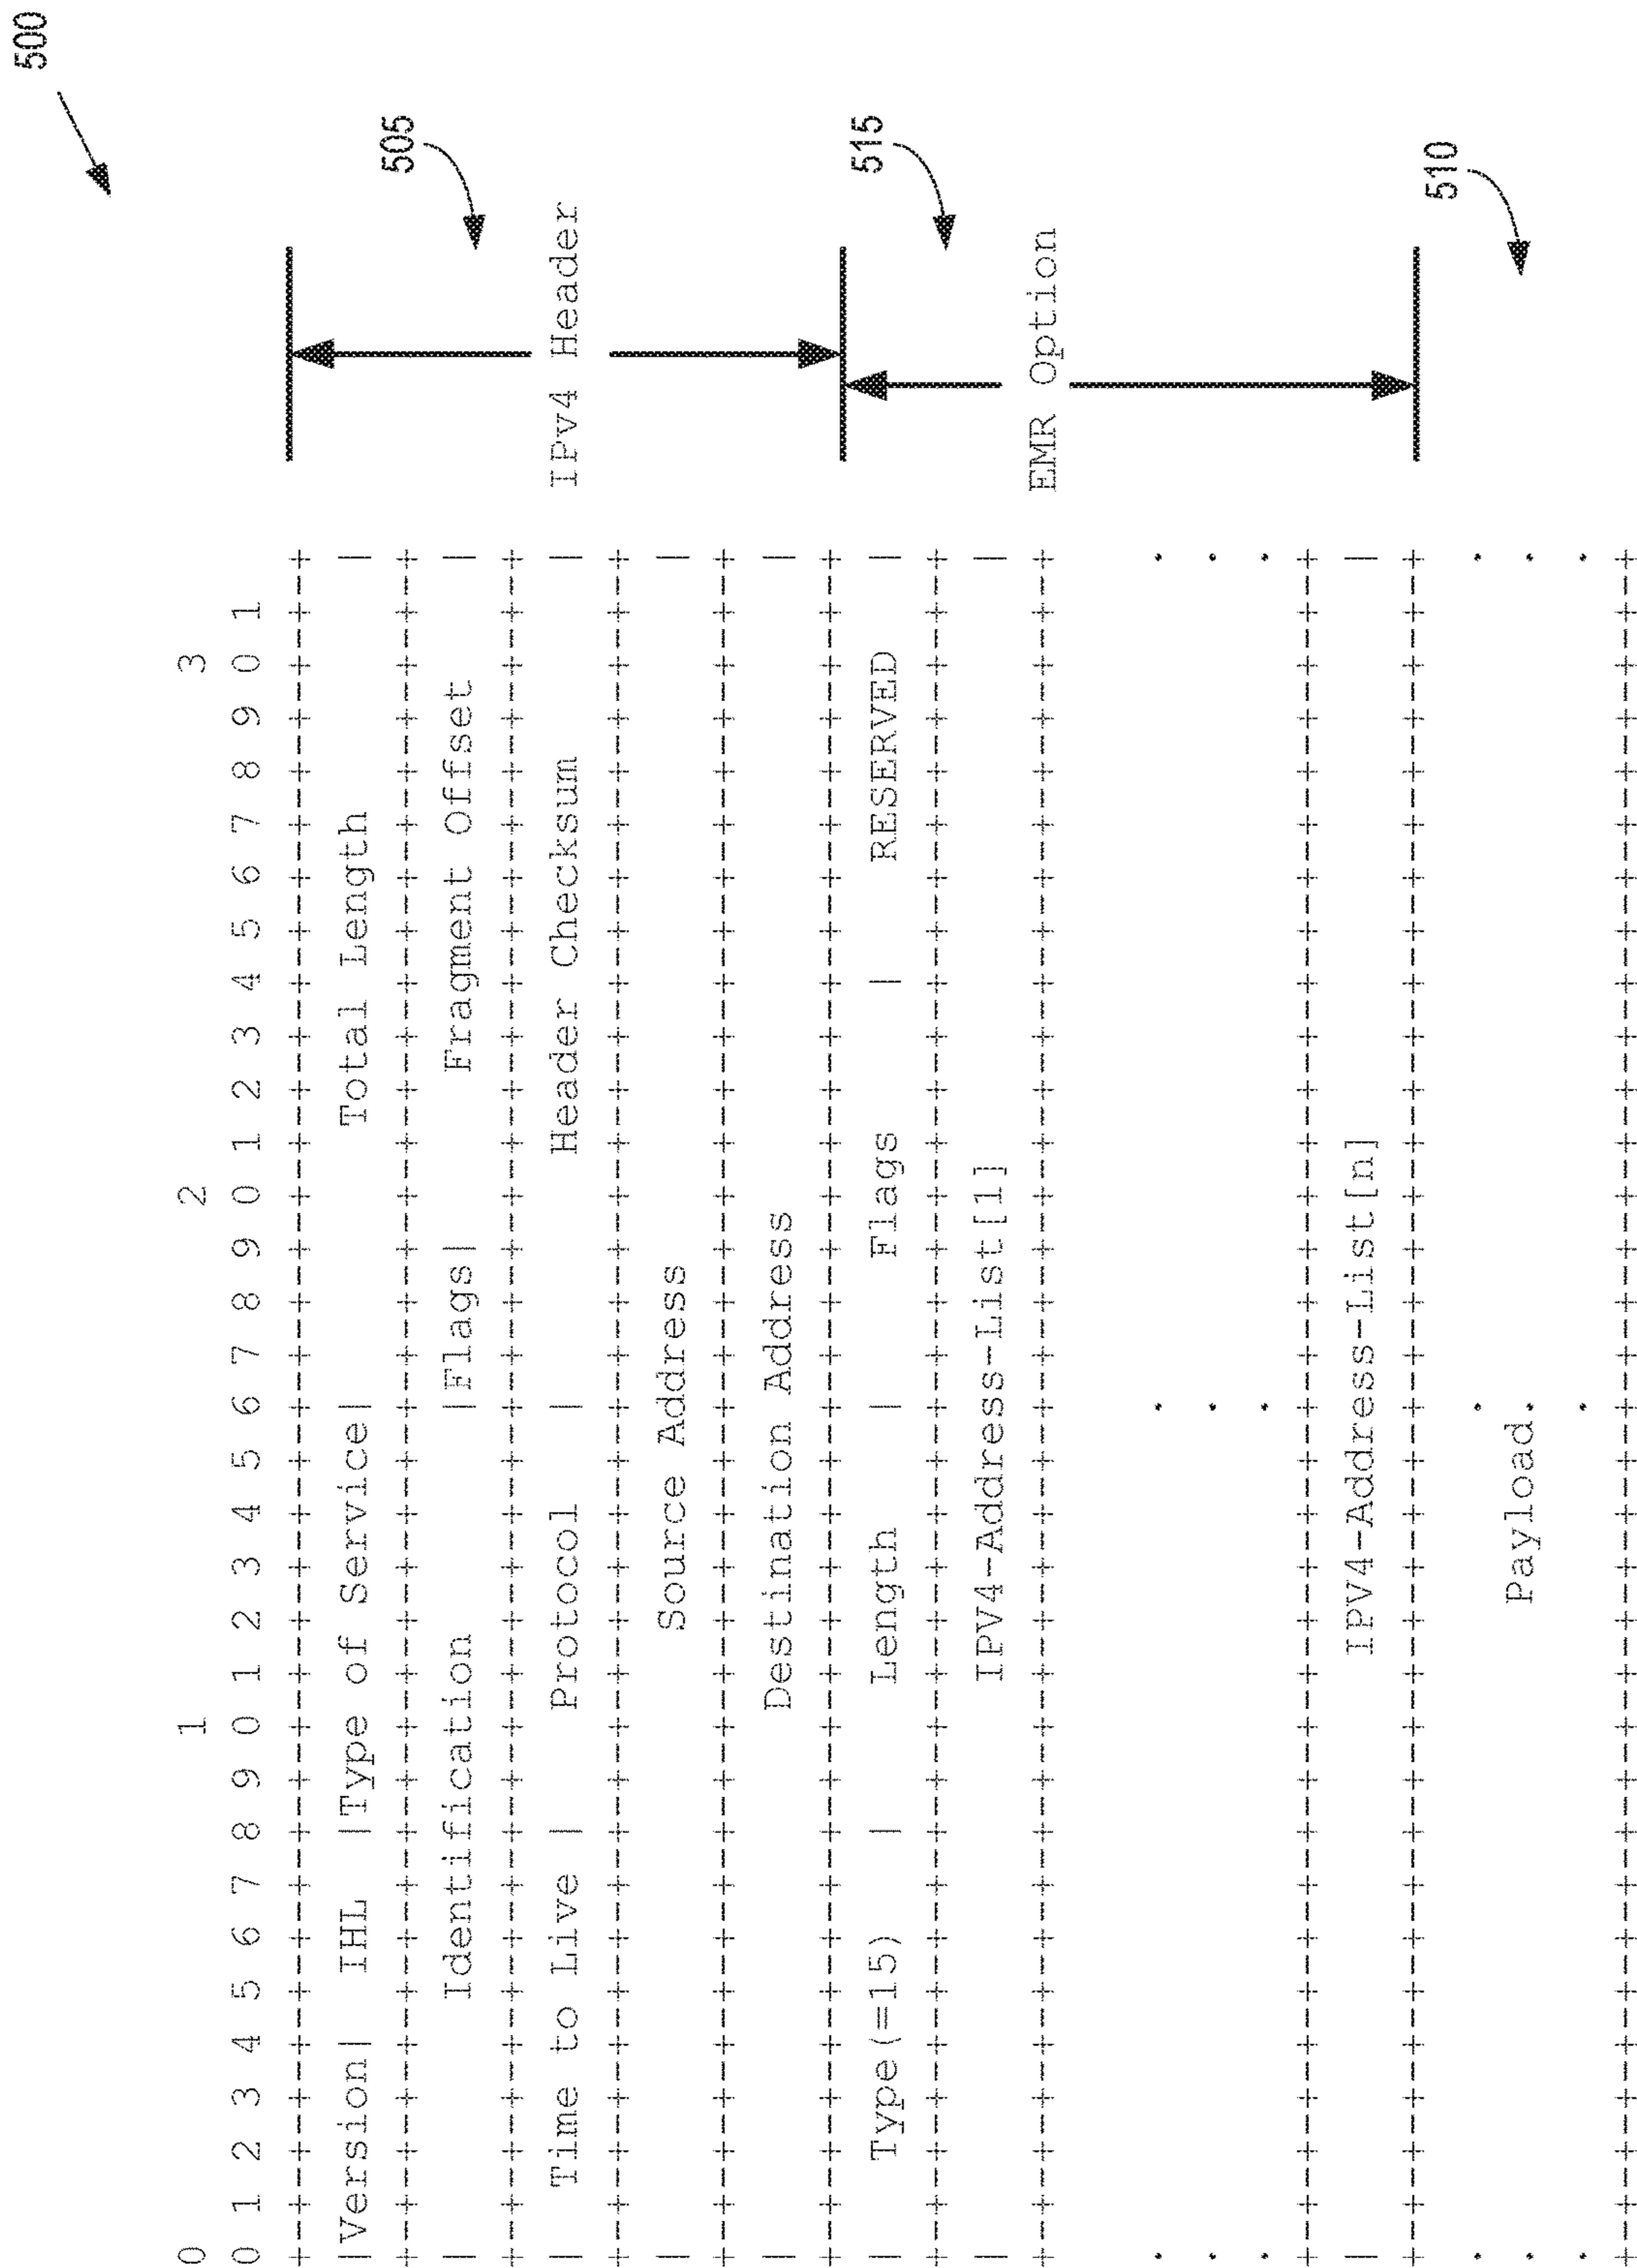 500
0                   1                   2                   3
0 1 2 3 4 5 6 7 8 9 0 1 2 3 4 5 6 7 8 9 0 1 2 3 4 5 6 7 8 9 0 1
+-+-+-+-+-+-+-+-+-+-+-+-+-+-+-+-+-+-+-+-+-+-+-+-+-+-+-+-+-+-+-+-+
|Version|  IHL  |Type of Service|          Total Length         |
505
+-+-+-+-+-+-+-+-+-+-+-+-+-+-+-+-+-+-+-+-+-+-+-+-+-+-+-+-+-+-+-+-+
|         Identification        |Flags|      Fragment Offset    |
+-+-+-+-+-+-+-+-+-+-+-+-+-+-+-+-+-+-+-+-+-+-+-+-+-+-+-+-+-+-+-+-+
|  Time to Live |    Protocol   |         Header Checksum       |
IPv4 Header
+-+-+-+-+-+-+-+-+-+-+-+-+-+-+-+-+-+-+-+-+-+-+-+-+-+-+-+-+-+-+-+-+
|                       Source Address                          |
+-+-+-+-+-+-+-+-+-+-+-+-+-+-+-+-+-+-+-+-+-+-+-+-+-+-+-+-+-+-+-+-+
|                    Destination Address                        |
+-+-+-+-+-+-+-+-+-+-+-+-+-+-+-+-+-+-+-+-+-+-+-+-+-+-+-+-+-+-+-+-+
|   Type(=15)   |     Length    |     Flags     |    RESERVED   |
515
+-+-+-+-+-+-+-+-+-+-+-+-+-+-+-+-+-+-+-+-+-+-+-+-+-+-+-+-+-+-+-+-+
|                     IPV4-Address-List[1]                      |
+-+-+-+-+-+-+-+-+-+-+-+-+-+-+-+-+-+-+-+-+-+-+-+-+-+-+-+-+-+-+-+-+
EMR Option
.                               .                               .
.                               .                               .
.                               .                               .
+-+-+-+-+-+-+-+-+-+-+-+-+-+-+-+-+-+-+-+-+-+-+-+-+-+-+-+-+-+-+-+-+
|                      IPV4-Address-List[n]                     |
+-+-+-+-+-+-+-+-+-+-+-+-+-+-+-+-+-+-+-+-+-+-+-+-+-+-+-+-+-+-+-+-+
510
.                               .                               .
.                        Payload.                               .
.                               .                               .
+-+-+-+-+-+-+-+-+-+-+-+-+-+-+-+-+-+-+-+-+-+-+-+-+-+-+-+-+-+-+-+-+